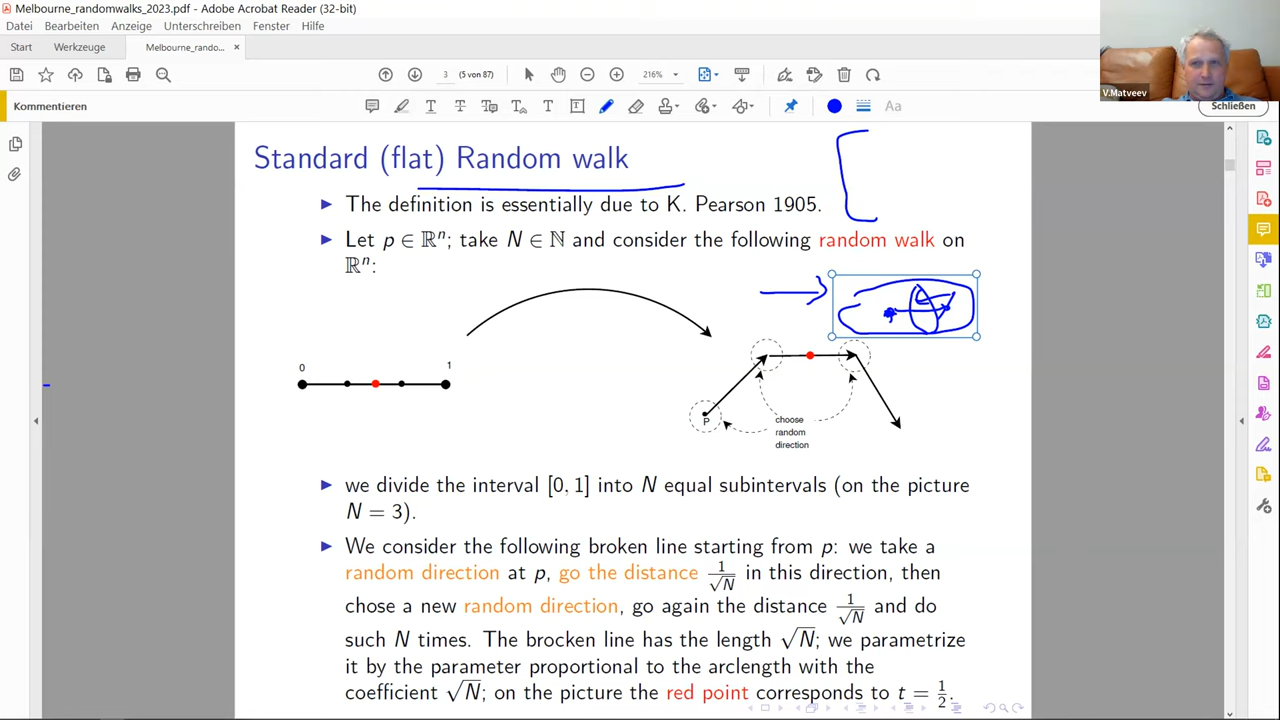 Melbourne_randomwalks_2023.pdf - Adobe Acrobat Reader (32-bit)
Datei Bearbeiten Anzeige Unterschreiben Fenster Hilfe
Start Werkzeuge Melbourne_rando... ×
3 (5 von 87) 216%
V.Matveev
Kommentieren Aa Schließen
Standard (flat) Random walk
▶ The definition is essentially due to K. Pearson 1905.
▶ Let p ∈ ℝⁿ; take N ∈ ℕ and consider the following random walk on
ℝⁿ:
0 1
P
choose
random
direction
▶ we divide the interval [0, 1] into N equal subintervals (on the picture
N = 3).
▶ We consider the following broken line starting from p: we take a
random direction at p, go the distance 1/√N in this direction, then
chose a new random direction, go again the distance 1/√N and do
such N times. The brocken line has the length √N; we parametrize
it by the parameter proportional to the arclength with the
coefficient √N; on the picture the red point corresponds to t = 1/2.